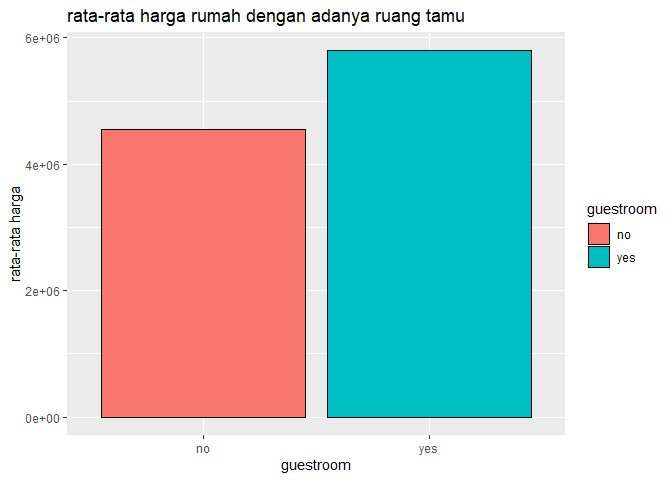 rata-rata harga rumah dengan adanya ruang tamu
6e+06
4e+06
2e+06
0e+00
rata-rata harga
no
yes
guestroom
guestroom
no
yes